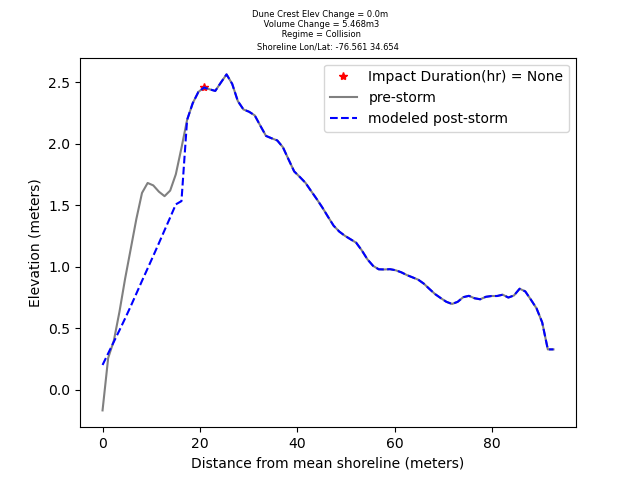 Dune Crest Elev Change = 0.0m
Volume Change = 5.468m3
Regime = Collision
Shoreline Lon/Lat: -76.561 34.654
Impact Duration(hr) = None
pre-storm
modeled post-storm
2.5
2.0
1.5
1.0
0.5
0.0
Elevation (meters)
0 20 40 60 80
Distance from mean shoreline (meters)